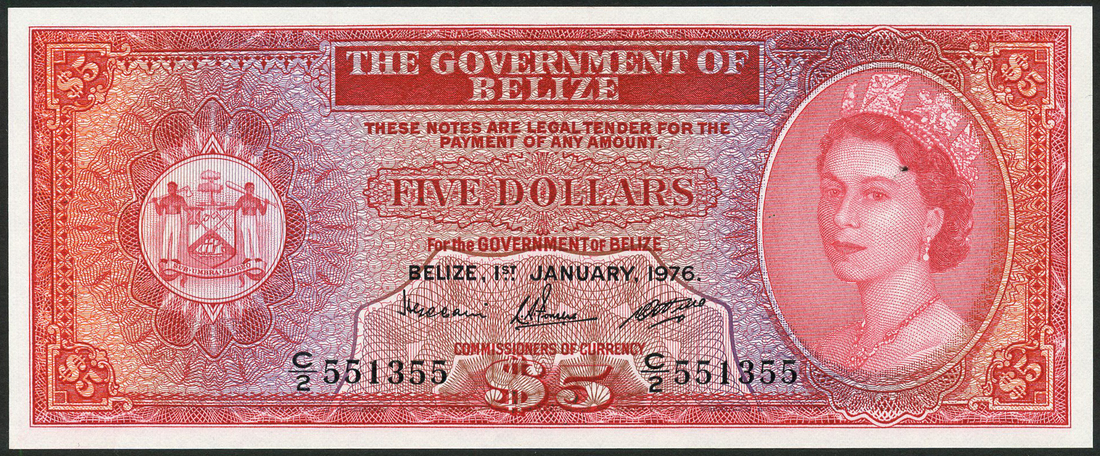 $5
$5
THE GOVERNMENT OF
BELIZE
THESE NOTES ARE LEGAL TENDER FOR THE
PAYMENT OF ANY AMOUNT.
FIVE DOLLARS
For the GOVERNMENT OF BELIZE
BELIZE, 1ST JANUARY, 1976.
COMMISSIONERS OF CURRENCY
C/2 551355
C/2 551355
$5
$5
$5